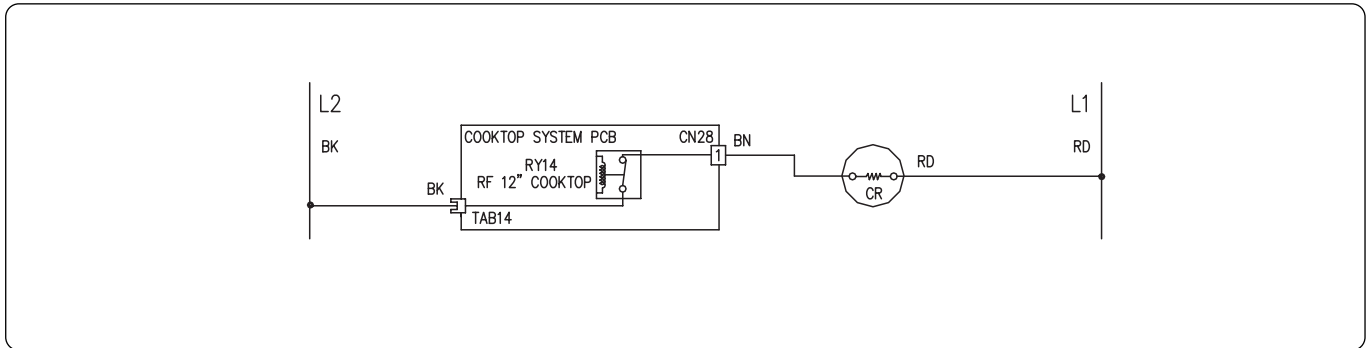 L2
L1
COOKTOP SYSTEM PCB
CN28
BN
BK
RD
RY14
1
RF 12” COOKTOP
RD
BK
CR
TAB14